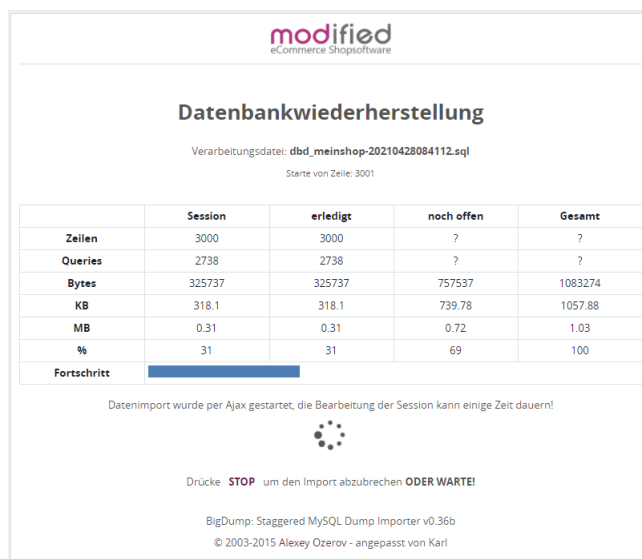 modified
eCommerce Shopsoftware
Datenbankwiederherstellung
Verarbeitungsdatei: dbd_meinshop-20210428084112.sql
Starte von Zeile: 3001
Session erledigt noch offen Gesamt
Zeilen 3000 3000 ? ?
Queries 2738 2738 ? ?
Bytes 325737 325737 757537 1083274
KB 318.1 318.1 739.78 1057.88
MB 0.31 0.31 0.72 1.03
% 31 31 69 100
Fortschritt
Datenimport wurde per Ajax gestartet, die Bearbeitung der Session kann einige Zeit dauern!
Drücke STOP um den Import abzubrechen ODER WARTE!
BigDump: Staggered MySQL Dump Importer v0.36b
© 2003-2015 Alexey Ozerov - angepasst von Karl